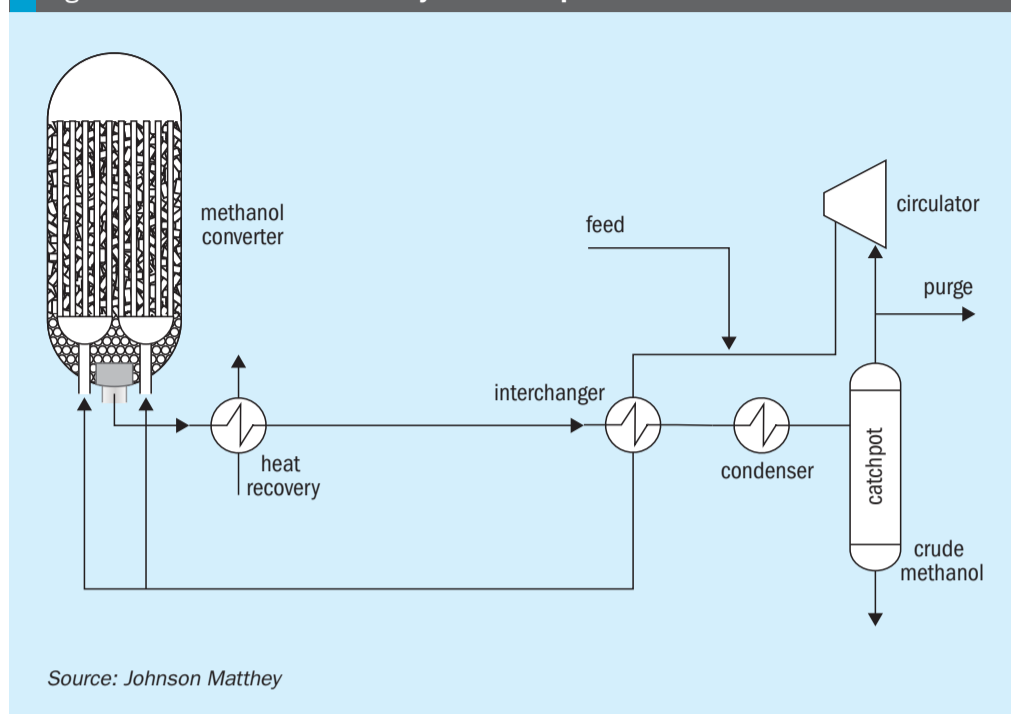 methanol
converter
feed
circulator
purge
interchanger
heat
recovery
condenser
catchpot
crude
methanol
Source: Johnson Matthey